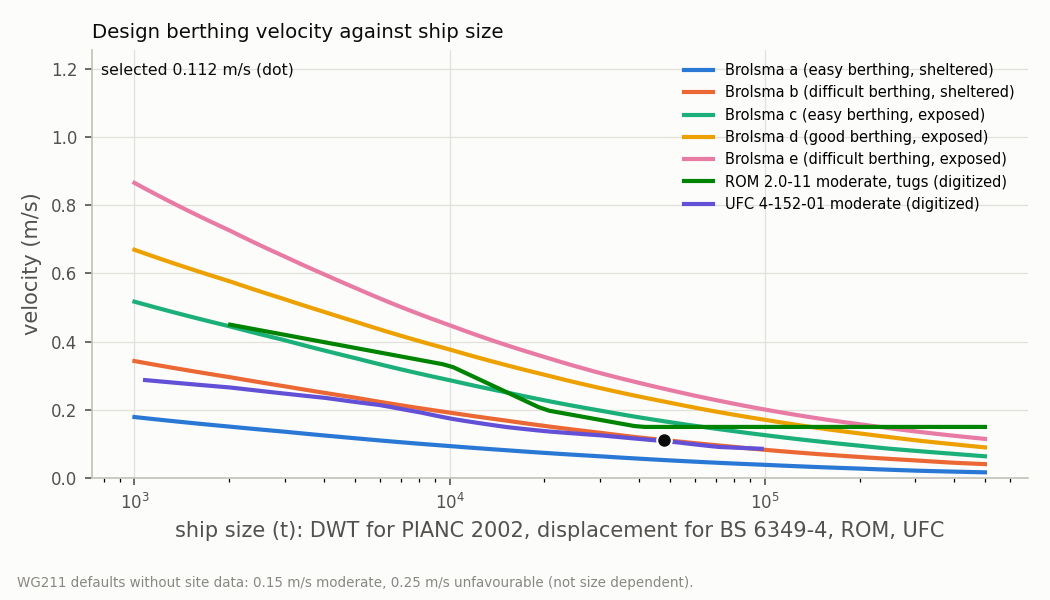 Design berthing velocity against ship size
selected 0.112 m/s (dot)
Brolsma a (easy berthing, sheltered)
Brolsma b (difficult berthing, sheltered)
Brolsma c (easy berthing, exposed)
Brolsma d (good berthing, exposed)
Brolsma e (difficult berthing, exposed)
ROM 2.0-11 moderate, tugs (digitized)
UFC 4-152-01 moderate (digitized)
velocity (m/s)
1.2
1.0
0.8
0.6
0.4
0.2
0.0
10³ 10⁴ 10⁵
ship size (t): DWT for PIANC 2002, displacement for BS 6349-4, ROM, UFC
WG211 defaults without site data: 0.15 m/s moderate, 0.25 m/s unfavourable (not size dependent).